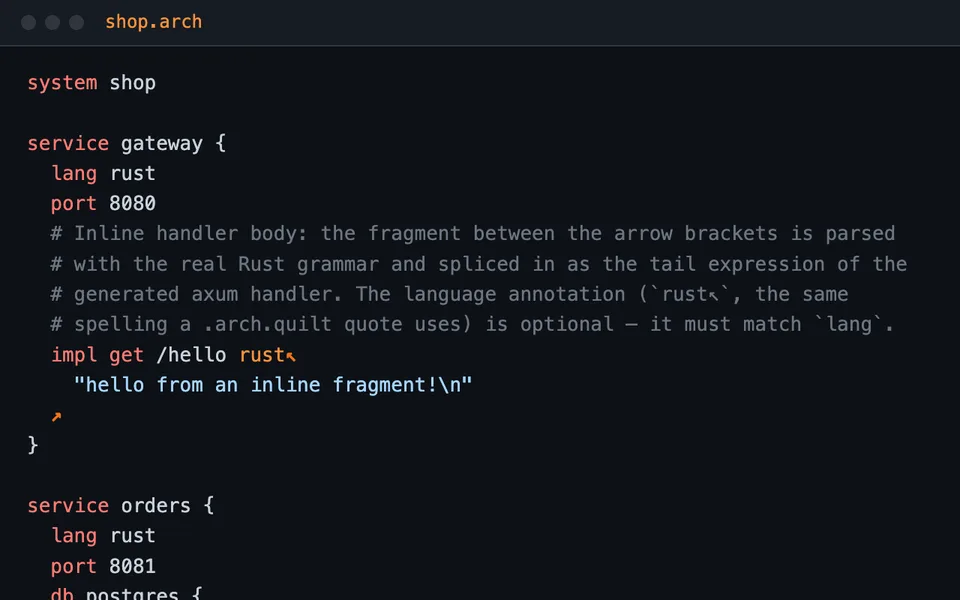 shop.arch
system shop
service gateway {
lang rust
port 8080
# Inline handler body: the fragment between the arrow brackets is parsed
# with the real Rust grammar and spliced in as the tail expression of the
# generated axum handler. The language annotation (`rust↖`, the same
# spelling a .arch.quilt quote uses) is optional — it must match `lang`.
impl get /hello rust↖
"hello from an inline fragment!\n"
↗
}
service orders {
lang rust
port 8081
db postgres {